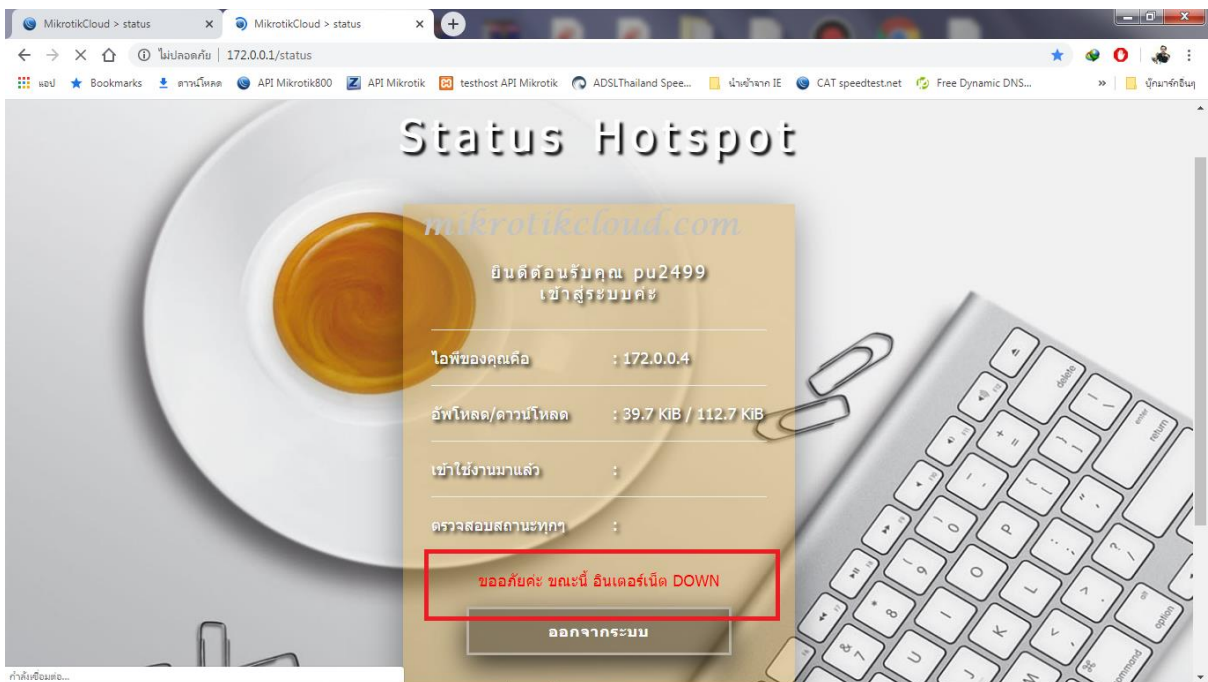 MikrotikCloud > status
MikrotikCloud > status
ไม่ปลอดภัย | 172.0.0.1/status
แอป
Bookmarks
ดาวน์โหลด
API Mikrotik800
API Mikrotik
testhost API Mikrotik
ADSLThailand Spee...
นำเข้าจาก IE
CAT speedtest.net
Free Dynamic DNS...
»
บุ๊กมาร์กอื่นๆ
Status Hotspot
mikrotikcloud.com
ยินดีต้อนรับคุณ pu2499
เข้าสู่ระบบค่ะ
ไอพีของคุณคือ : 172.0.0.4
อัพโหลด/ดาวน์โหลด : 39.7 KiB / 112.7 KiB
เข้าใช้งานมาแล้ว :
ตรวจสอบสถานะทุกๆ :
ขออภัยค่ะ ขณะนี้ อินเตอร์เน็ต DOWN
ออกจากระบบ
delete
enter
return
option
command
กำลังเชื่อมต่อ...